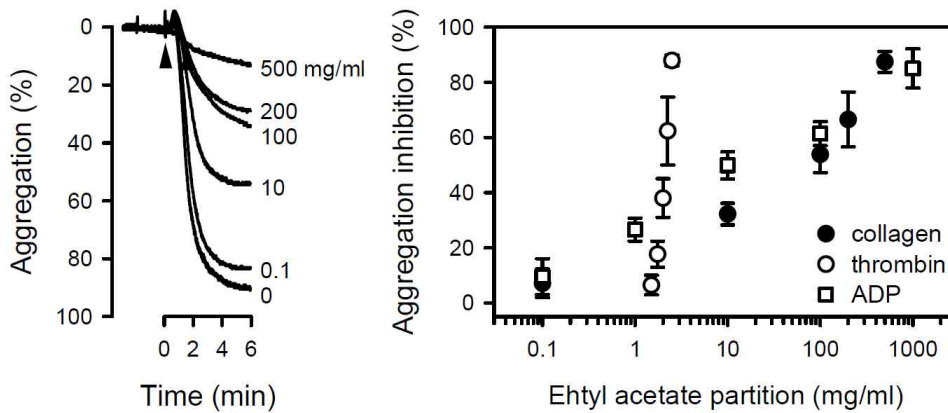 Aggregation (%)
0
20
40
60
80
100
500 mg/ml
200
100
10
0.1
0
0 2 4 6
Time (min)
Aggregation inhibition (%)
100
80
60
40
20
0
collagen
thrombin
ADP
0.1 1 10 100 1000
Ehtyl acetate partition (mg/ml)